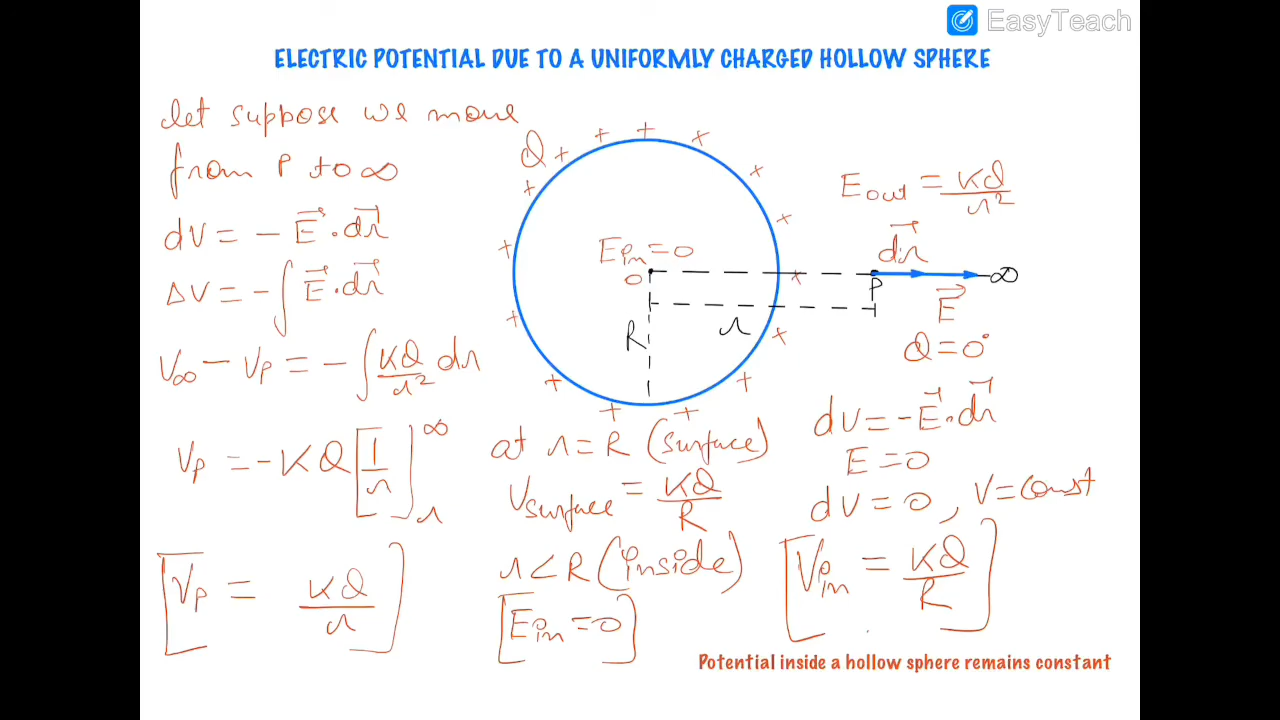 EasyTeach
ELECTRIC POTENTIAL DUE TO A UNIFORMLY CHARGED HOLLOW SPHERE
let suppose we move
from P to ∞
dV = − E⃗·dr⃗
ΔV = − ∫ E⃗·dr⃗
V∞ − Vp = − ∫ KQ/r² dr
Vp = −KQ [1/r]^∞_r
[Vp = KQ/r]
Q
+ + + + + + + + + + + + + + + +
Ein = 0
O
R
r
Eout = KQ/r²
dr⃗
P
∞
E⃗
θ = 0°
at r = R (surface)
Vsurface = KQ/R
r < R (inside)
[Ein = 0]
dV = −E⃗·dr⃗
E = 0
dV = 0, V = const
[Vin = KQ/R]
Potential inside a hollow sphere remains constant